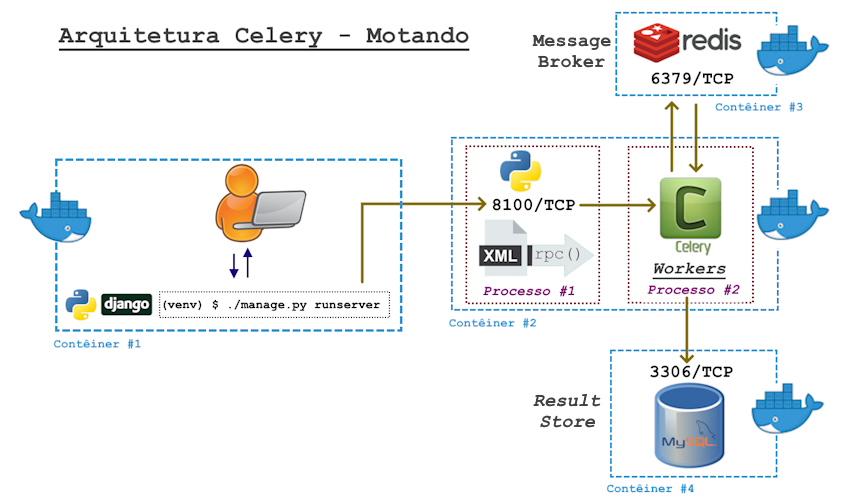 Arquitetura Celery - Motando
Message
Broker
redis
6379/TCP
Contêiner #3
8100/TCP
XML
rpc()
Processo #1
C
Celery
Workers
Processo #2
Contêiner #2
django
(venv) $ ./manage.py runserver
Contêiner #1
3306/TCP
Result
Store
MySQL
Contêiner #4